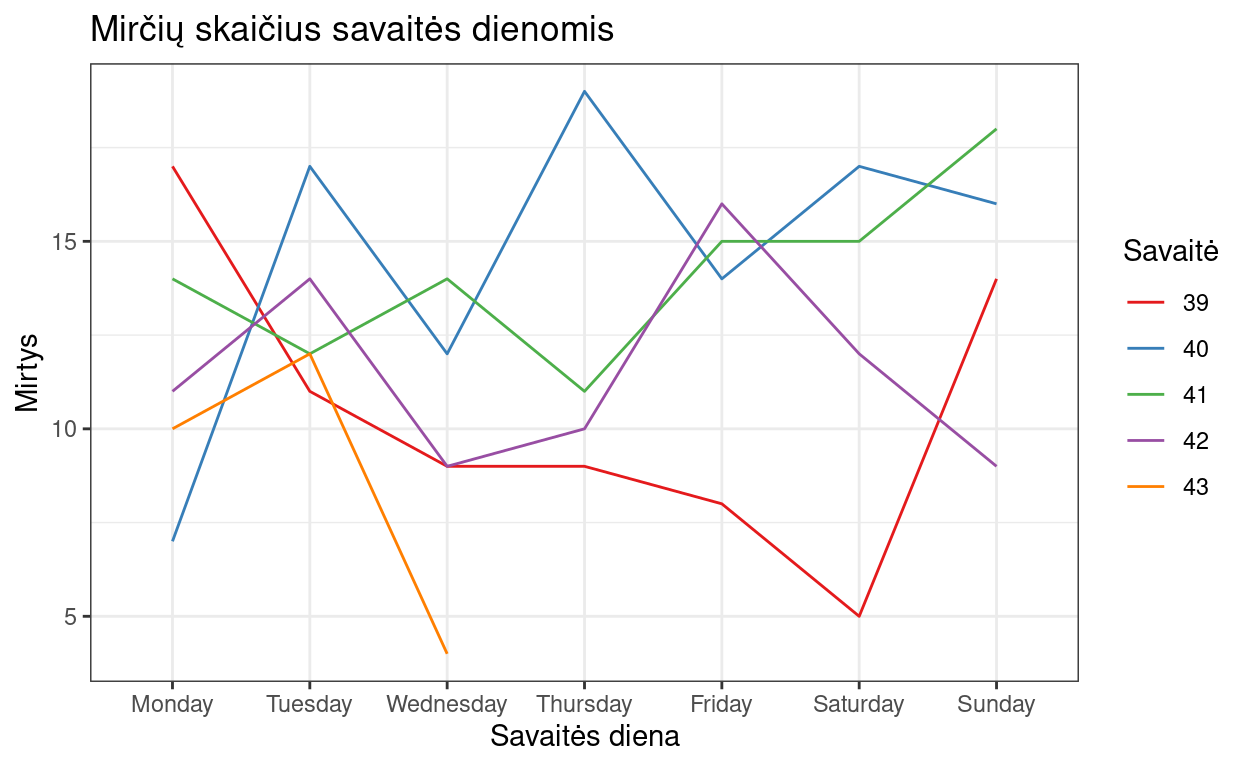 Mirčių skaičius savaitės dienomis
Mirtys
15
10
5
Monday Tuesday Wednesday Thursday Friday Saturday Sunday
Savaitės diena
Savaitė
39
40
41
42
43